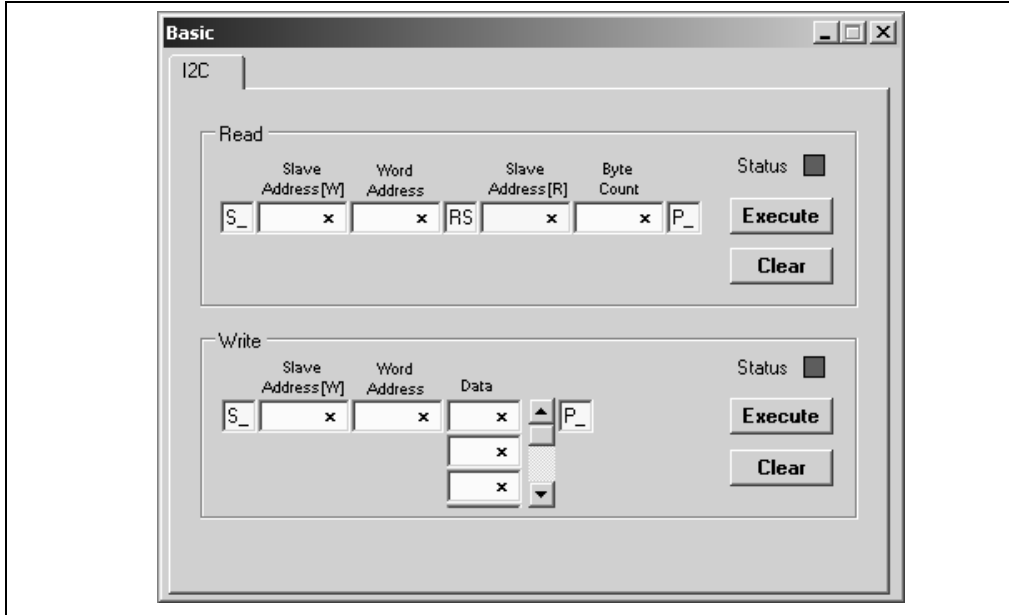 Basic
I2C
Read
Slave Address[W]
Word Address
Slave Address[R]
Byte Count
Status
S_ x x RS x x P_
Execute
Clear
Write
Slave Address[W]
Word Address
Data
Status
S_ x x x P_
Execute
x
Clear
x